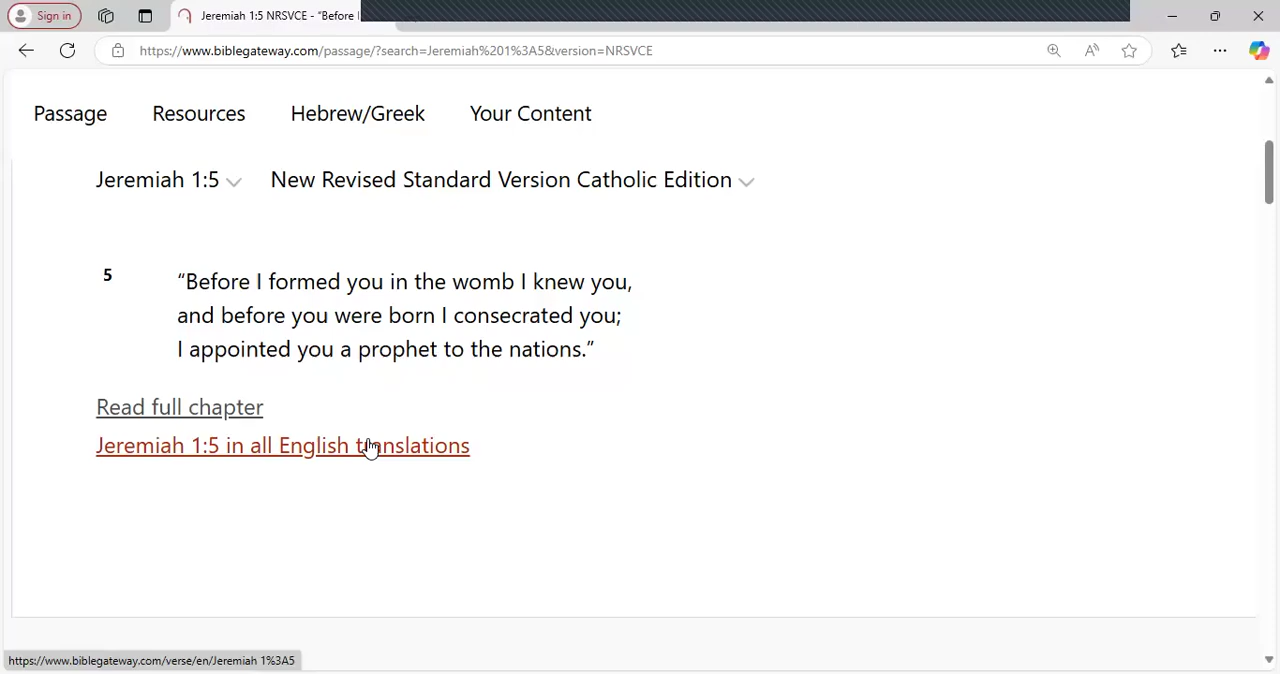 Sign in
Jeremiah 1:5 NRSVCE - “Before I
https://www.biblegateway.com/passage/?search=Jeremiah%201%3A5&version=NRSVCE
Passage Resources Hebrew/Greek Your Content
Jeremiah 1:5 New Revised Standard Version Catholic Edition
5 “Before I formed you in the womb I knew you,
and before you were born I consecrated you;
I appointed you a prophet to the nations.”
Read full chapter
Jeremiah 1:5 in all English translations
https://www.biblegateway.com/verse/en/Jeremiah 1%3A5